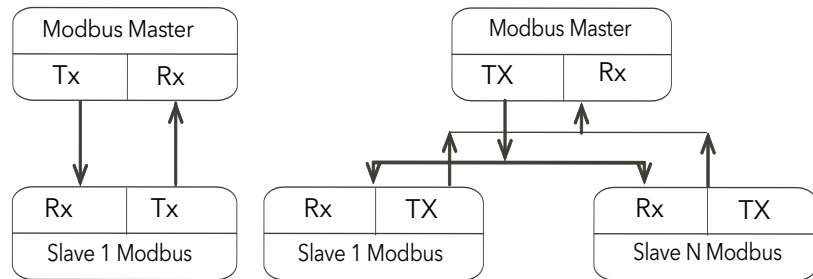 Modbus Master
Tx Rx
Rx Tx
Slave 1 Modbus
Modbus Master
TX Rx
Rx TX
Slave 1 Modbus
Rx TX
Slave N Modbus